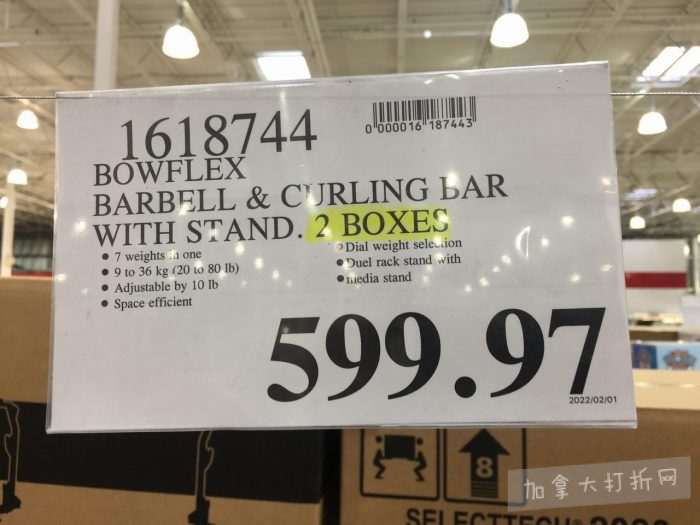 1618744
0 000016 187443
BOWFLEX
BARBELL & CURLING BAR
WITH STAND. 2 BOXES
• 7 weights in one
• 9 to 36 kg (20 to 80 lb)
• Adjustable by 10 lb
• Space efficient
• Dial weight selection
• Duel rack stand with
• media stand
599.97
2022/02/01
8
加拿大打折网